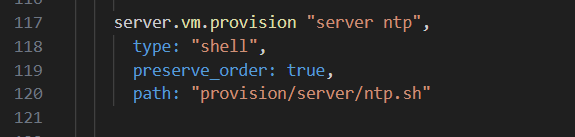 117 server.vm.provision "server ntp",
118 type: "shell",
119 preserve_order: true,
120 path: "provision/server/ntp.sh"
121